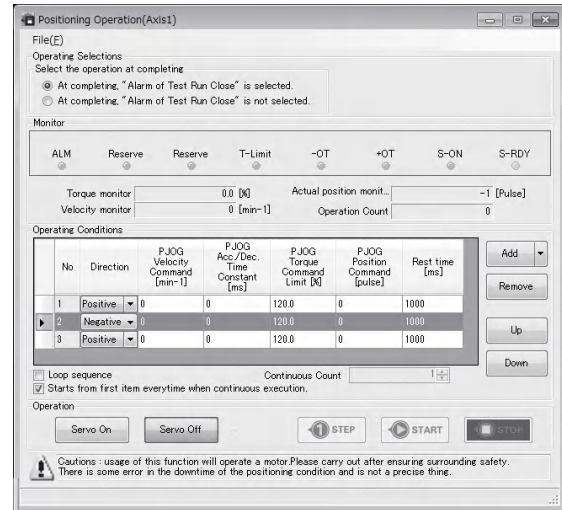 Positioning Operation(Axis1)
File(F)
Operating Selections
Select the operation at completing
At completing, "Alarm of Test Run Close" is selected.
At completing, "Alarm of Test Run Close" is not selected.
Monitor
ALM Reserve Reserve T-Limit -OT +OT S-ON S-RDY
Torque monitor 0.0 [%] Actual position monit... -1 [Pulse]
Velocity monitor 0 [min-1] Operation Count 0
Operating Conditions
No Direction PJOG Velocity Command [min-1] PJOG Acc./Dec. Time Constant [ms] PJOG Torque Command Limit [%] PJOG Position Command [pulse] Rest time [ms]
1 Positive 0 0 120.0 0 1000
2 Negative 0 0 120.0 0 1000
3 Positive 0 0 120.0 0 1000
Add
Remove
Up
Down
Loop sequence Continuous Count 1
Starts from first item everytime when continuous execution.
Operation
Servo On Servo Off STEP START STOP
Cautions : usage of this function will operate a motor.Please carry out after ensuring surrounding safety.
There is some error in the downtime of the positioning condition and is not a precise thing.